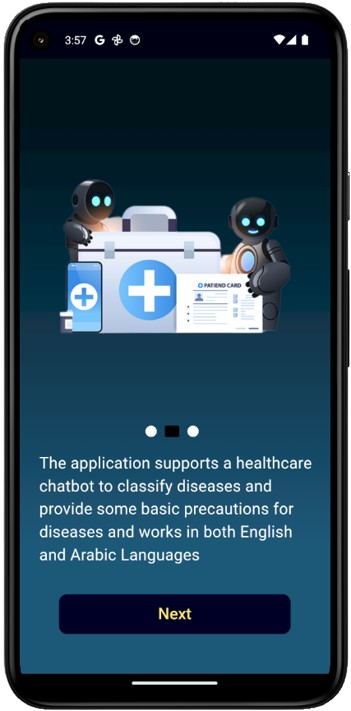 3:57
PATIEND CARD
The application supports a healthcare
chatbot to classify diseases and
provide some basic precautions for
diseases and works in both English
and Arabic Languages
Next